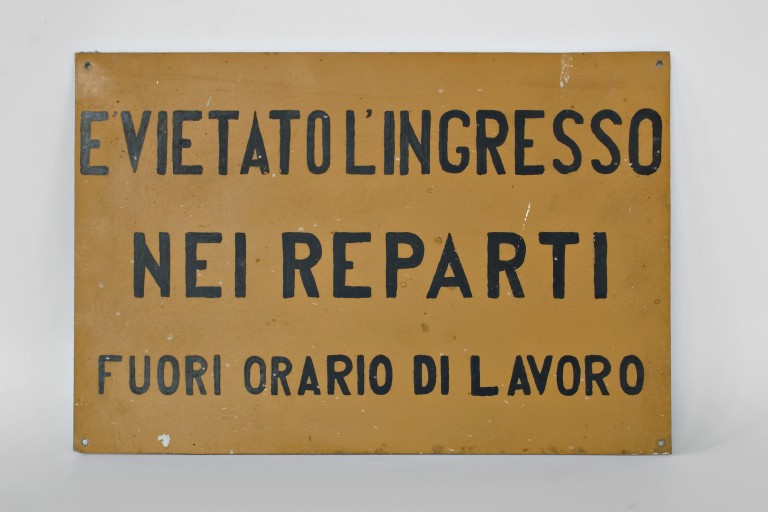 E'VIETATO L'INGRESSO
NEI REPARTI
FUORI ORARIO DI LAVORO